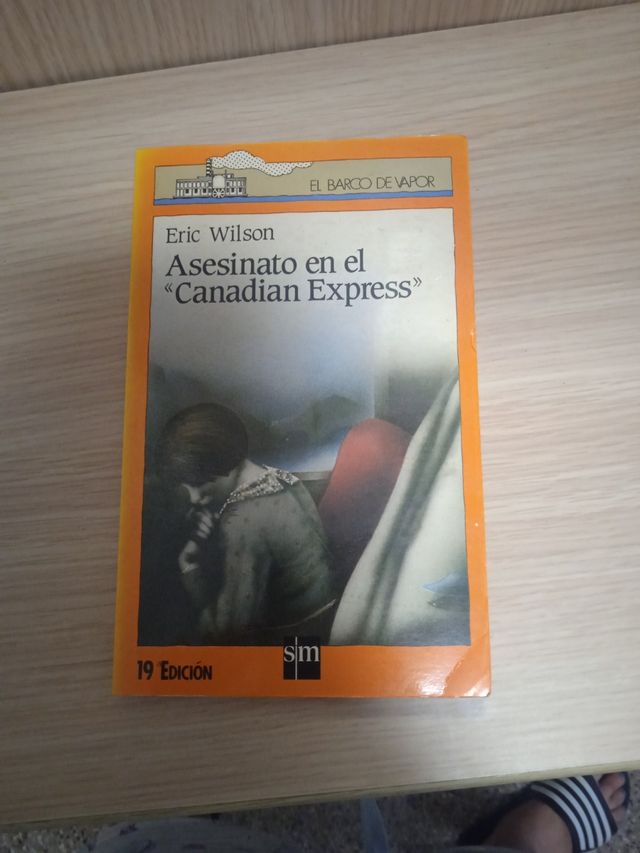 EL BARCO DE VAPOR
Eric Wilson
Asesinato en el
«Canadian Express»
sm
19 EDICIÓN